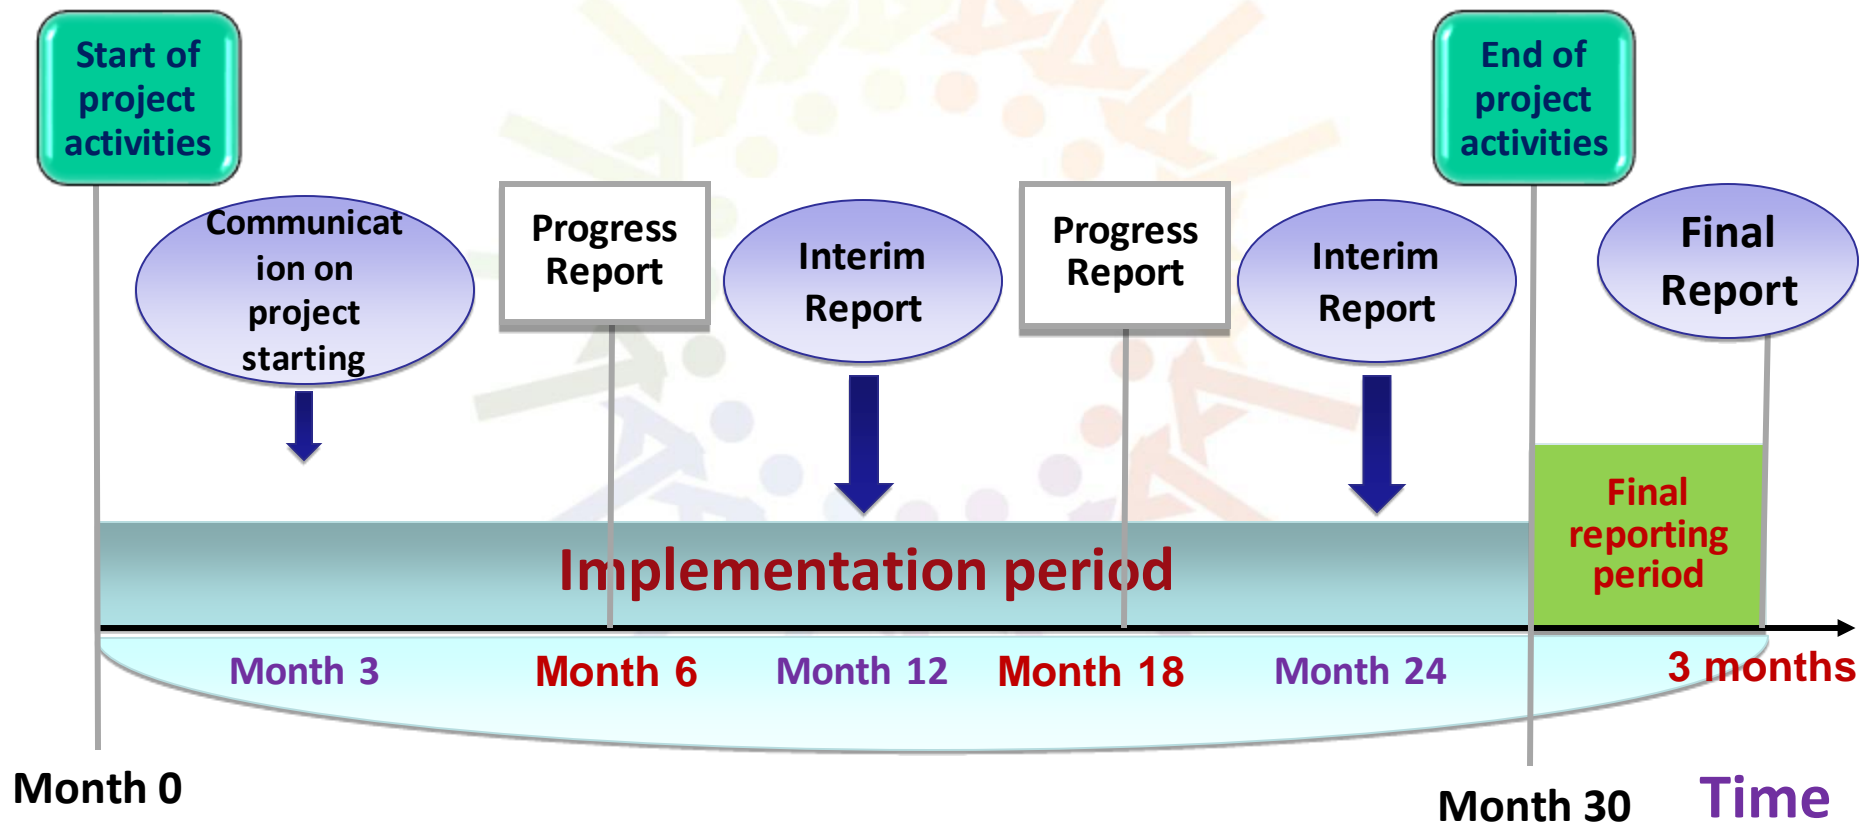 Start of
project
activities
End of
project
activities
Communicat
ion on
project
starting
Progress
Report
Interim
Report
Progress
Report
Interim
Report
Final
Report
Final
reporting
period
Implementation period
Month 3
Month 6
Month 12
Month 18
Month 24
3 months
Month 0
Month 30
Time